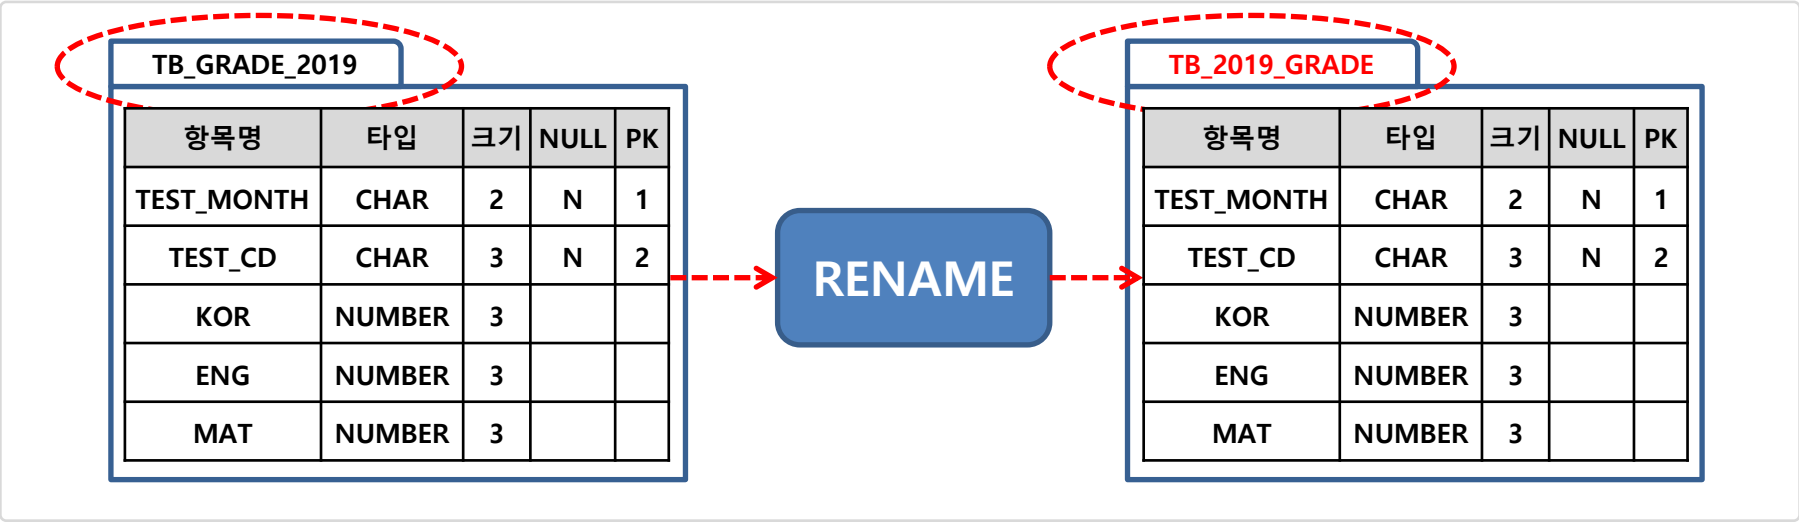 TB_GRADE_2019
항목명 타입 크기 NULL PK
TEST_MONTH CHAR 2 N 1
TEST_CD CHAR 3 N 2
KOR NUMBER 3
ENG NUMBER 3
MAT NUMBER 3
RENAME
TB_2019_GRADE
항목명 타입 크기 NULL PK
TEST_MONTH CHAR 2 N 1
TEST_CD CHAR 3 N 2
KOR NUMBER 3
ENG NUMBER 3
MAT NUMBER 3